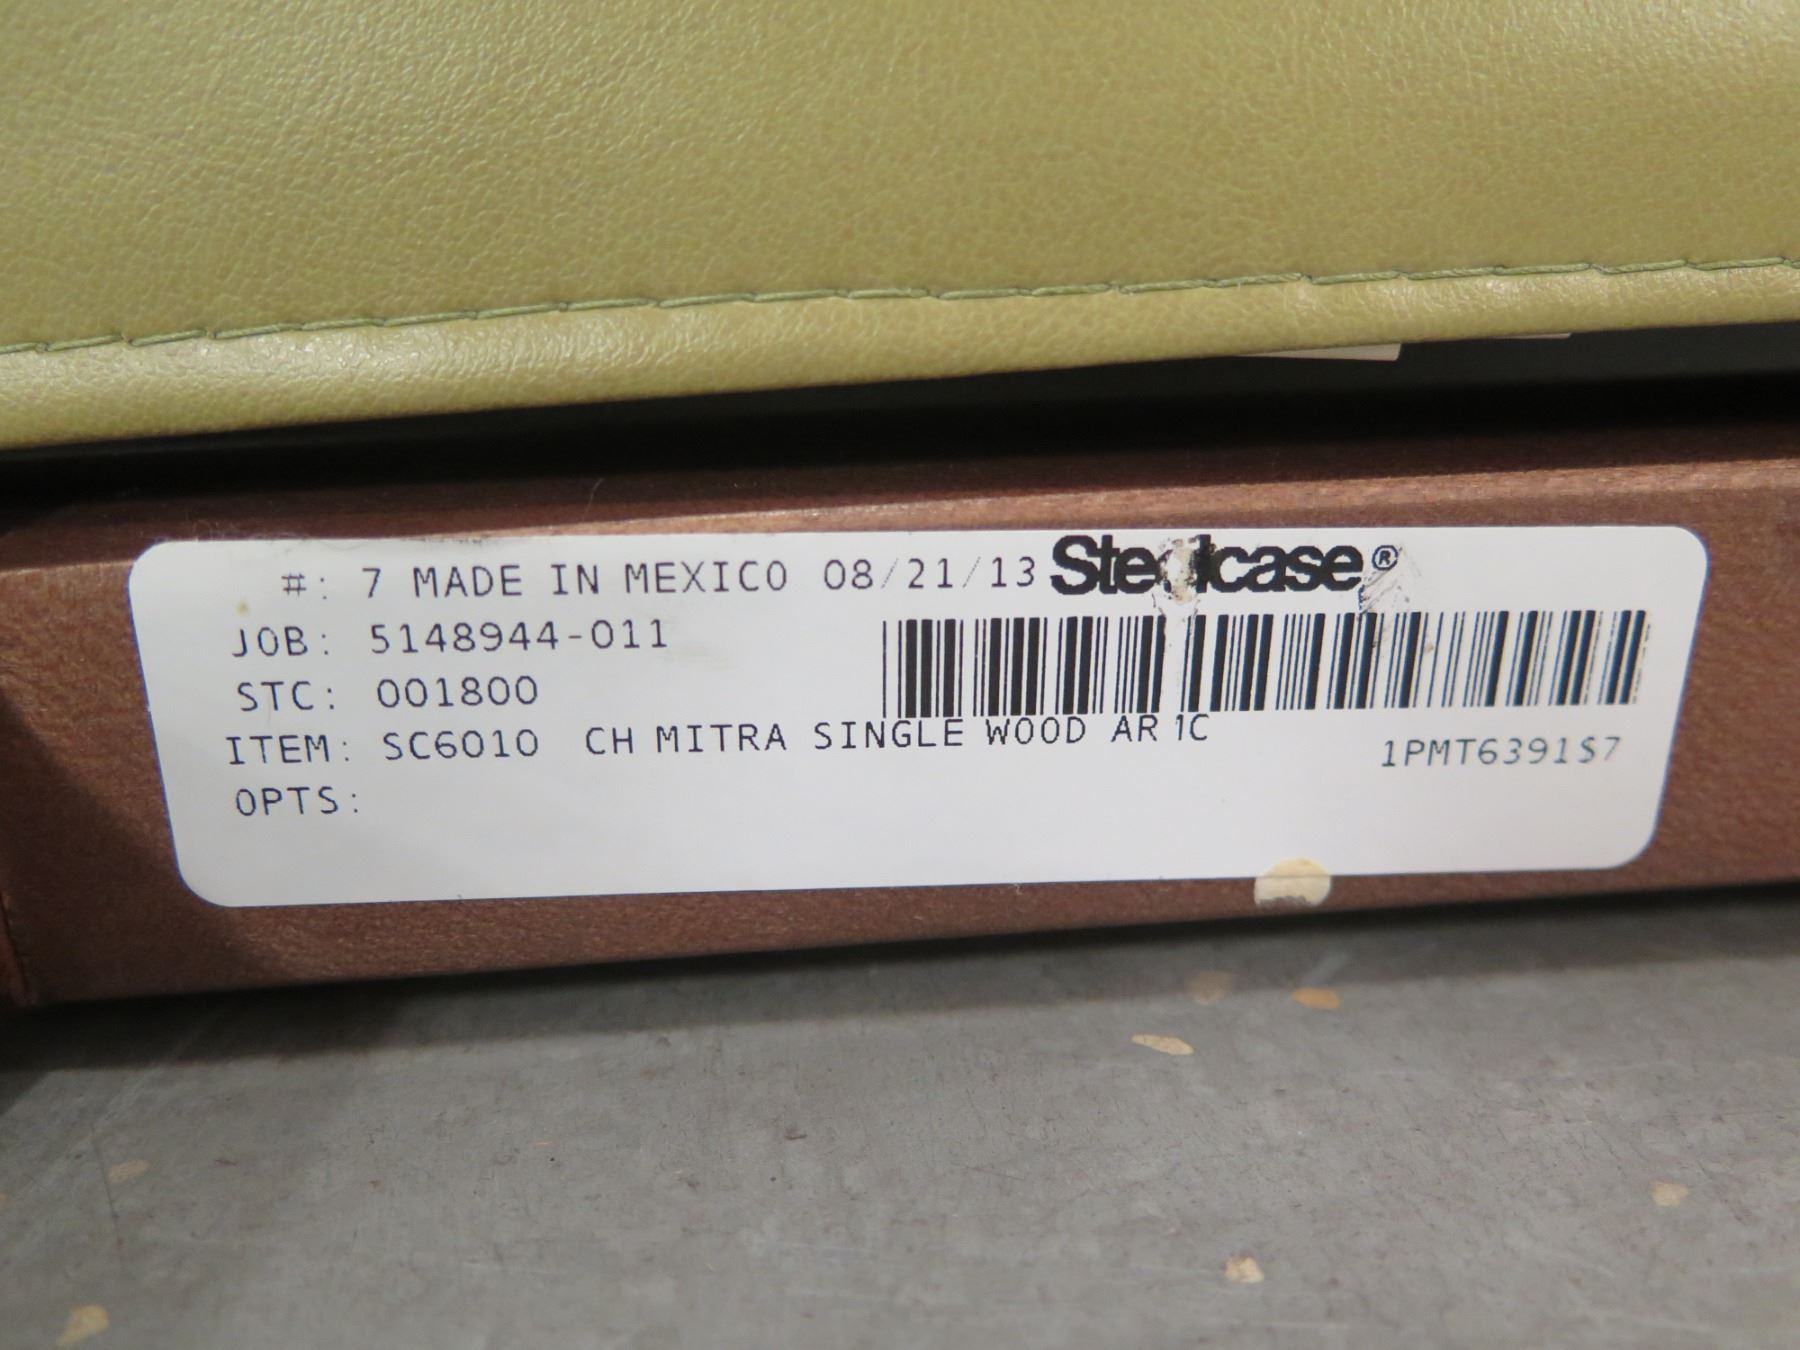 #: 7 MADE IN MEXICO 08/21/13 Steelcase®
JOB: 5148944-011
STC: 001800
ITEM: SC6010 CH MITRA SINGLE WOOD AR 1C
1PMT6391S7
OPTS: